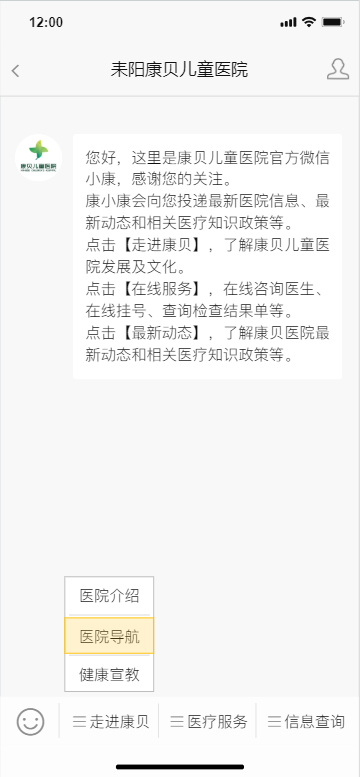 12:00
耒阳康贝儿童医院
康贝儿童医院
您好，这里是康贝儿童医院官方微信
小康，感谢您的关注。
康小康会向您投递最新医院信息、最
新动态和相关医疗知识政策等。
点击【走进康贝】，了解康贝儿童医
院发展及文化。
点击【在线服务】，在线咨询医生、
在线挂号、查询检查结果单等。
点击【最新动态】，了解康贝医院最
新动态和相关医疗知识政策等。
医院介绍
医院导航
健康宣教
走进康贝
医疗服务
信息查询